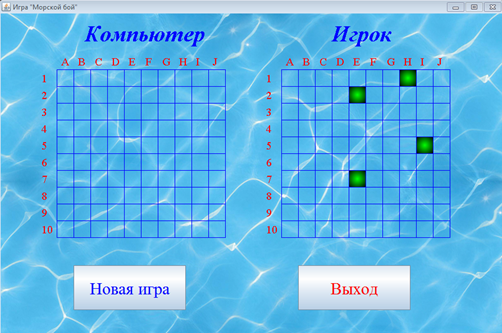 Игра "Морской бой"
Компьютер Игрок
A B C D E F G H I J A B C D E F G H I J
1 1
2 2
3 3
4 4
5 5
6 6
7 7
8 8
9 9
10 10
Новая игра Выход